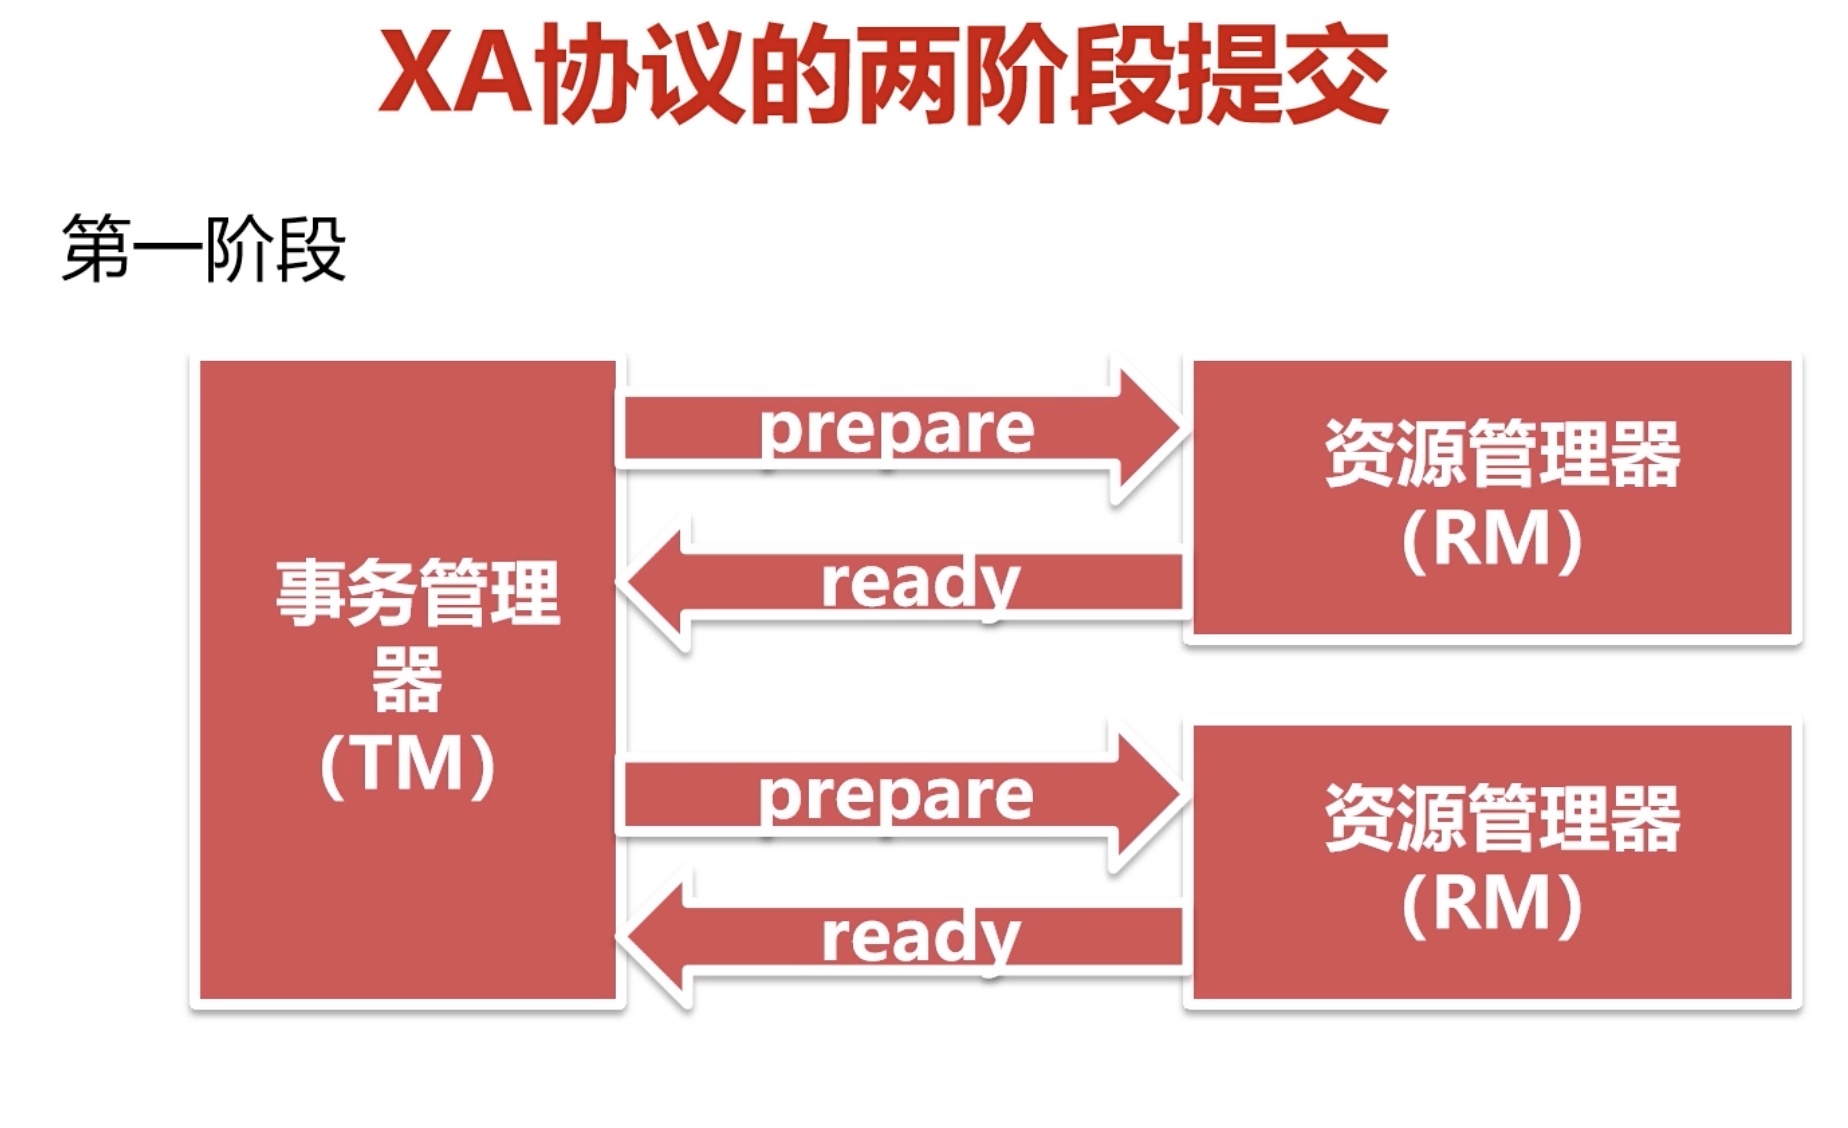 XA协议的两阶段提交
第一阶段
prepare
资源管理器
（RM）
ready
事务管理
器
（TM）
prepare
资源管理器
（RM）
ready